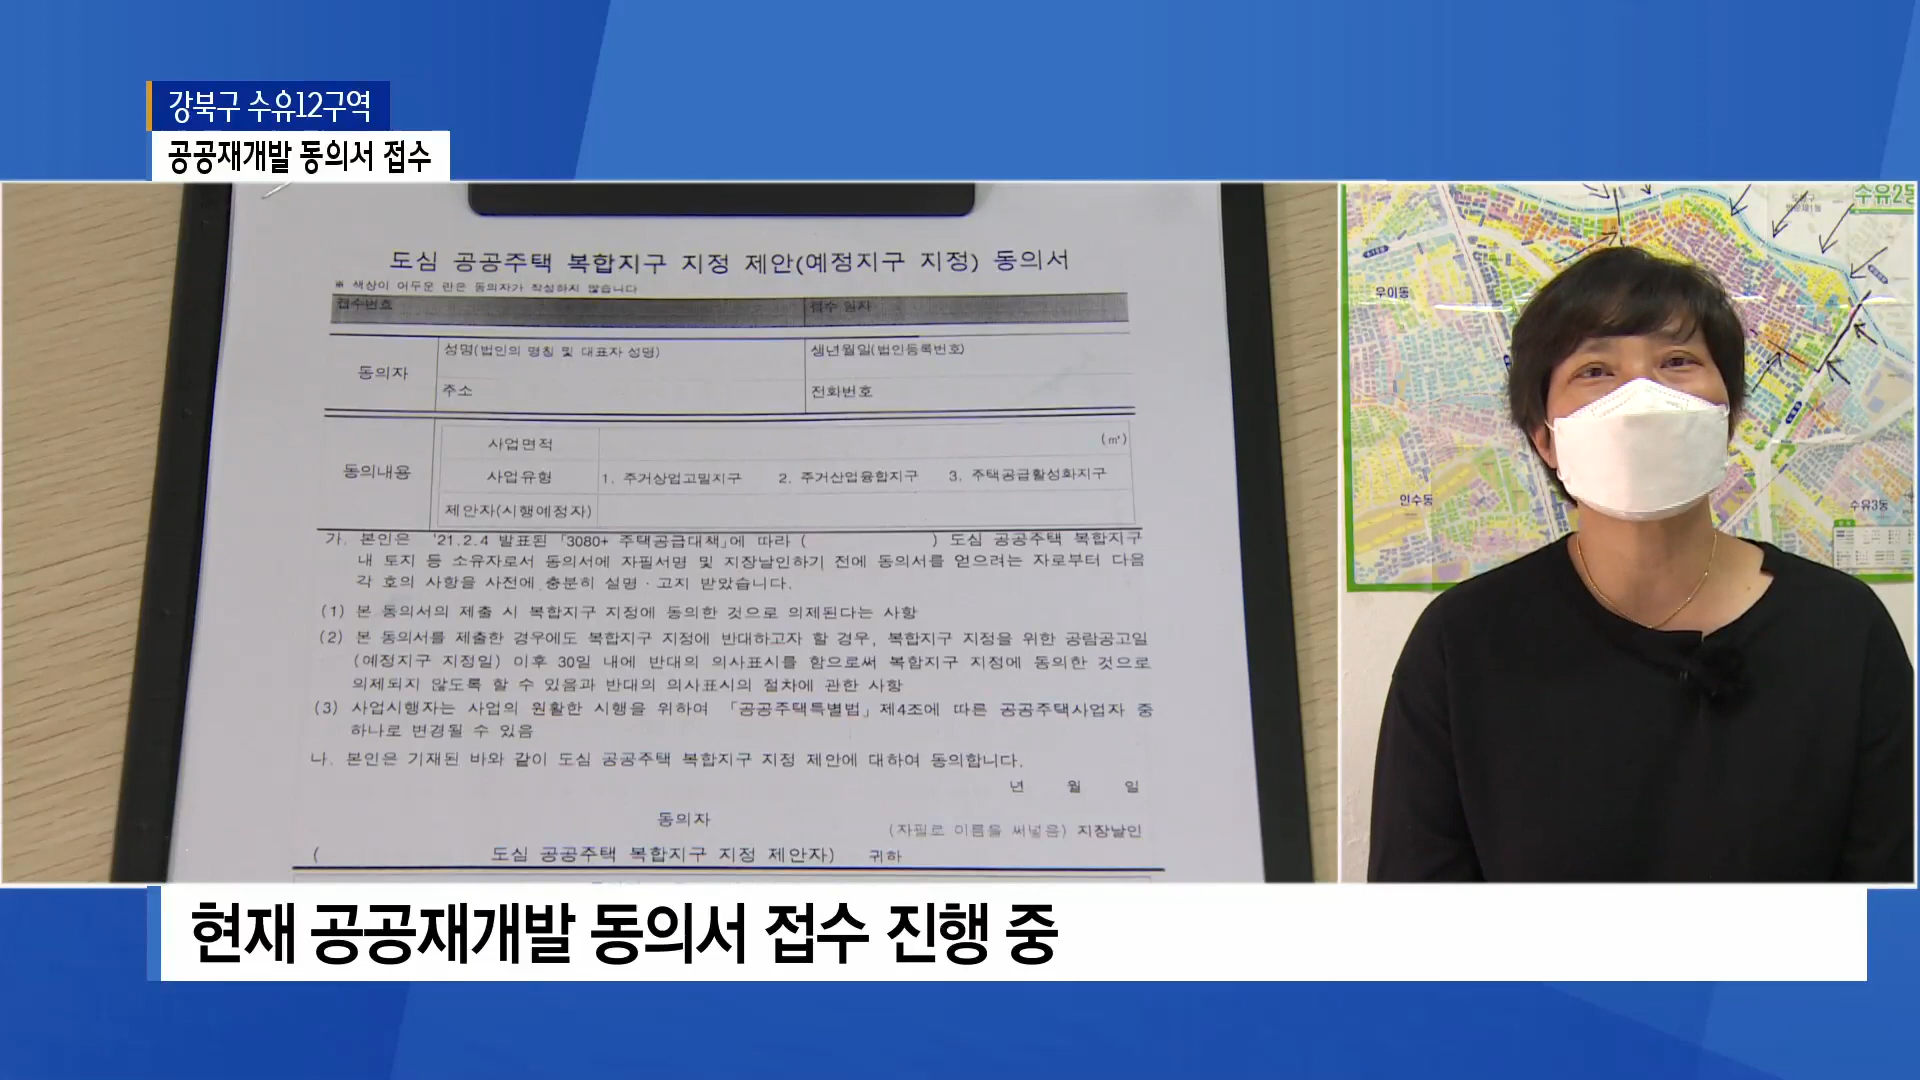 강북구 수유12구역
공공재개발 동의서 접수
도심 공공주택 복합지구 지정 제안(예정지구 지정) 동의서
※ 색상이 어두운 란은 동의자가 작성하지 않습니다
접수번호
접수 일자
동의자
성명(법인의 명칭 및 대표자 성명)
생년월일(법인등록번호)
주소
전화번호
동의내용
사업면적
(㎡)
사업유형
1. 주거상업고밀지구 2. 주거산업융합지구 3. 주택공급활성화지구
제안자(시행예정자)
가. 본인은 '21.2.4 발표된 「3080+ 주택공급대책」에 따라 ( ) 도심 공공주택 복합지구
내 토지 등 소유자로서 동의서에 자필서명 및 지장날인하기 전에 동의서를 얻으려는 자로부터 다음
각 호의 사항을 사전에 충분히 설명·고지 받았습니다.
(1) 본 동의서의 제출 시 복합지구 지정에 동의한 것으로 의제된다는 사항
(2) 본 동의서를 제출한 경우에도 복합지구 지정에 반대하고자 할 경우, 복합지구 지정을 위한 공람공고일
(예정지구 지정일) 이후 30일 내에 반대의 의사표시를 함으로써 복합지구 지정에 동의한 것으로
의제되지 않도록 할 수 있음과 반대의 의사표시의 절차에 관한 사항
(3) 사업시행자는 사업의 원활한 시행을 위하여 「공공주택특별법」제4조에 따른 공공주택사업자 중
하나로 변경될 수 있음
나. 본인은 기재된 바와 같이 도심 공공주택 복합지구 지정 제안에 대하여 동의합니다.
년 월 일
동의자
(자필로 이름을 써넣음) 지장날인
( 도심 공공주택 복합지구 지정 제안자) 귀하
수유2동
우이동
인수동
수유3동
현재 공공재개발 동의서 접수 진행 중